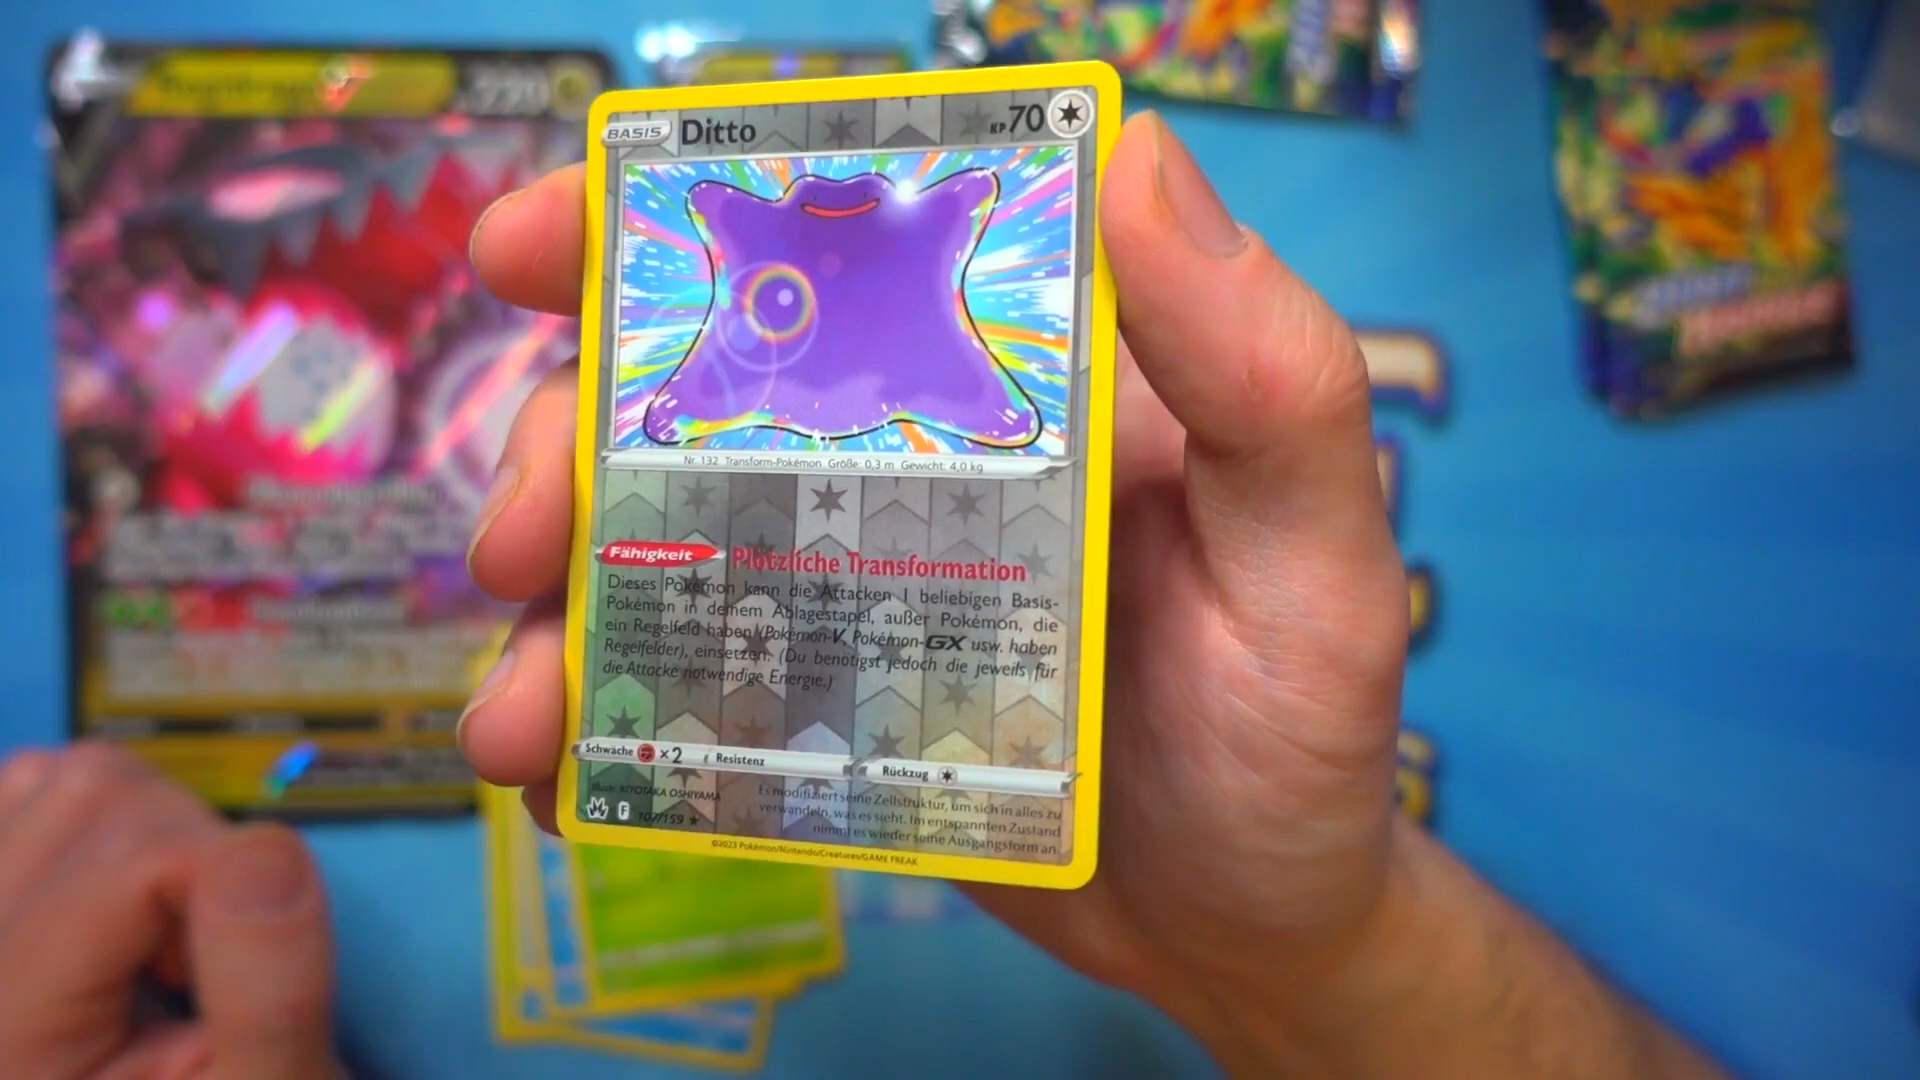 220
BASIS Ditto KP 70
Nr. 132 Transform-Pokémon Größe: 0,3 m Gewicht: 4,0 kg
Fähigkeit Plötzliche Transformation
Dieses Pokémon kann die Attacken 1 beliebigen Basis-
Pokémon in deinem Ablagestapel, außer Pokémon, die
ein Regelfeld haben (Pokémon-V, Pokémon-GX usw. haben
Regelfelder), einsetzen. (Du benötigst jedoch die jeweils für
die Attacke notwendige Energie.)
Schwäche ×2 Resistenz Rückzug
Illus. KIYOTAKA OSHIYAMA
F 107/159 ★
Es modifiziert seine Zellstruktur, um sich in alles zu
verwandeln, was es sieht. Im entspannten Zustand
nimmt es wieder seine Ausgangsform an.
©2023 Pokémon/Nintendo/Creatures/GAME FREAK